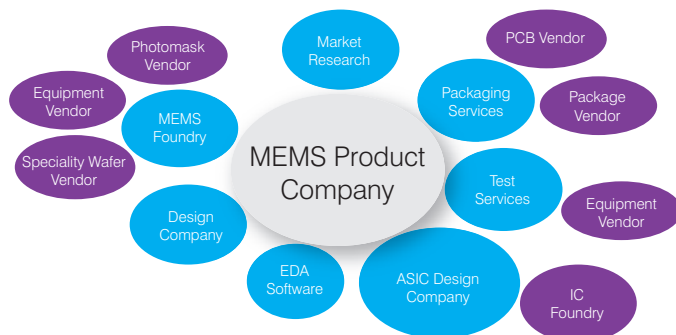 Photomask
Vendor
Market
Research
PCB Vendor
Equipment
Vendor
MEMS
Foundry
Packaging
Services
Package
Vendor
Speciality Wafer
Vendor
MEMS Product
Company
Test
Services
Design
Company
Equipment
Vendor
EDA
Software
ASIC Design
Company
IC
Foundry